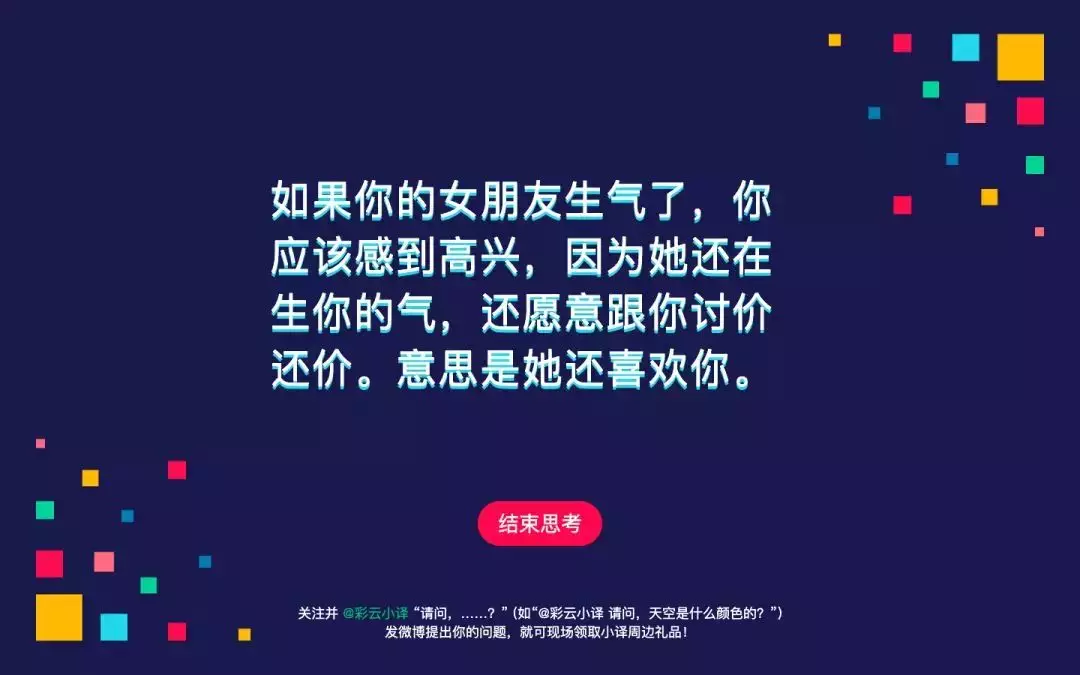 如果你的女朋友生气了，你
应该感到高兴，因为她还在
生你的气，还愿意跟你讨价
还价。意思是她还喜欢你。
结束思考
关注并 @彩云小译 “请问，……？”（如“@彩云小译 请问，天空是什么颜色的？”）
发微博提出你的问题，就可现场领取小译周边礼品！